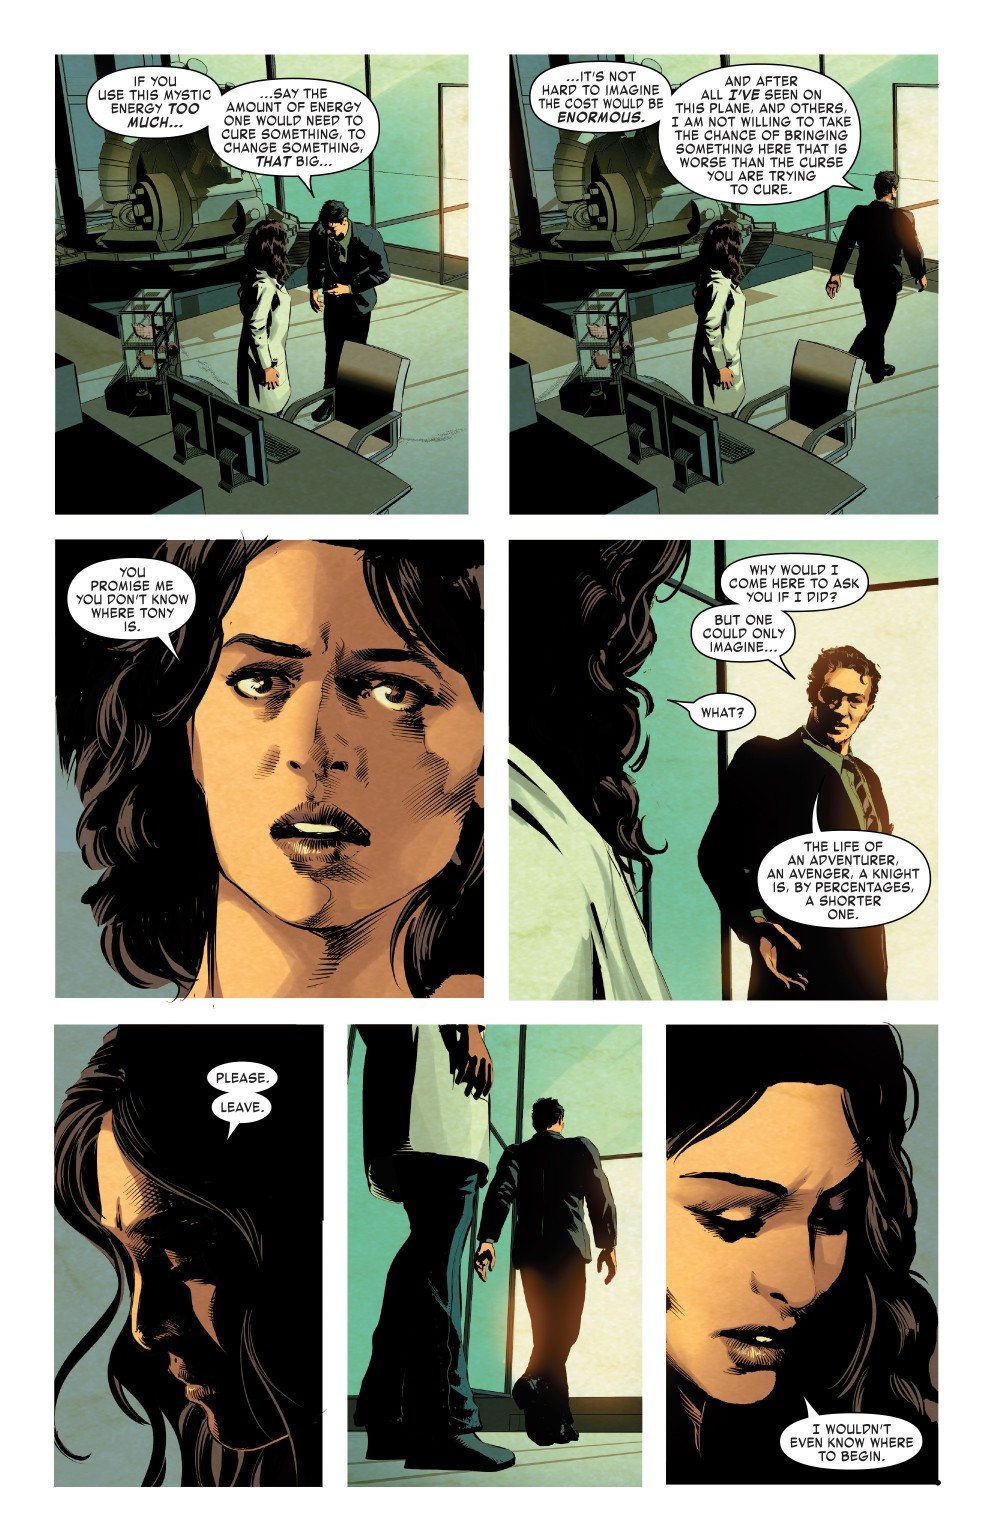 IF YOU
USE THIS MYSTIC
ENERGY TOO
MUCH...
...SAY THE
AMOUNT OF ENERGY
ONE WOULD NEED TO
CURE SOMETHING, TO
CHANGE SOMETHING,
THAT BIG...
...IT'S NOT
HARD TO IMAGINE
THE COST WOULD BE
ENORMOUS.
AND AFTER
ALL I'VE SEEN ON
THIS PLANE, AND OTHERS,
I AM NOT WILLING TO TAKE
THE CHANCE OF BRINGING
SOMETHING HERE THAT IS
WORSE THAN THE CURSE
YOU ARE TRYING
TO CURE.
YOU
PROMISE ME
YOU DON'T KNOW
WHERE TONY
IS.
WHY WOULD I
COME HERE TO ASK
YOU IF I DID?
BUT ONE
COULD ONLY
IMAGINE...
WHAT?
THE LIFE OF
AN ADVENTURER,
AN AVENGER, A KNIGHT
IS, BY PERCENTAGES,
A SHORTER
ONE.
PLEASE.
LEAVE.
I WOULDN'T
EVEN KNOW WHERE
TO BEGIN.